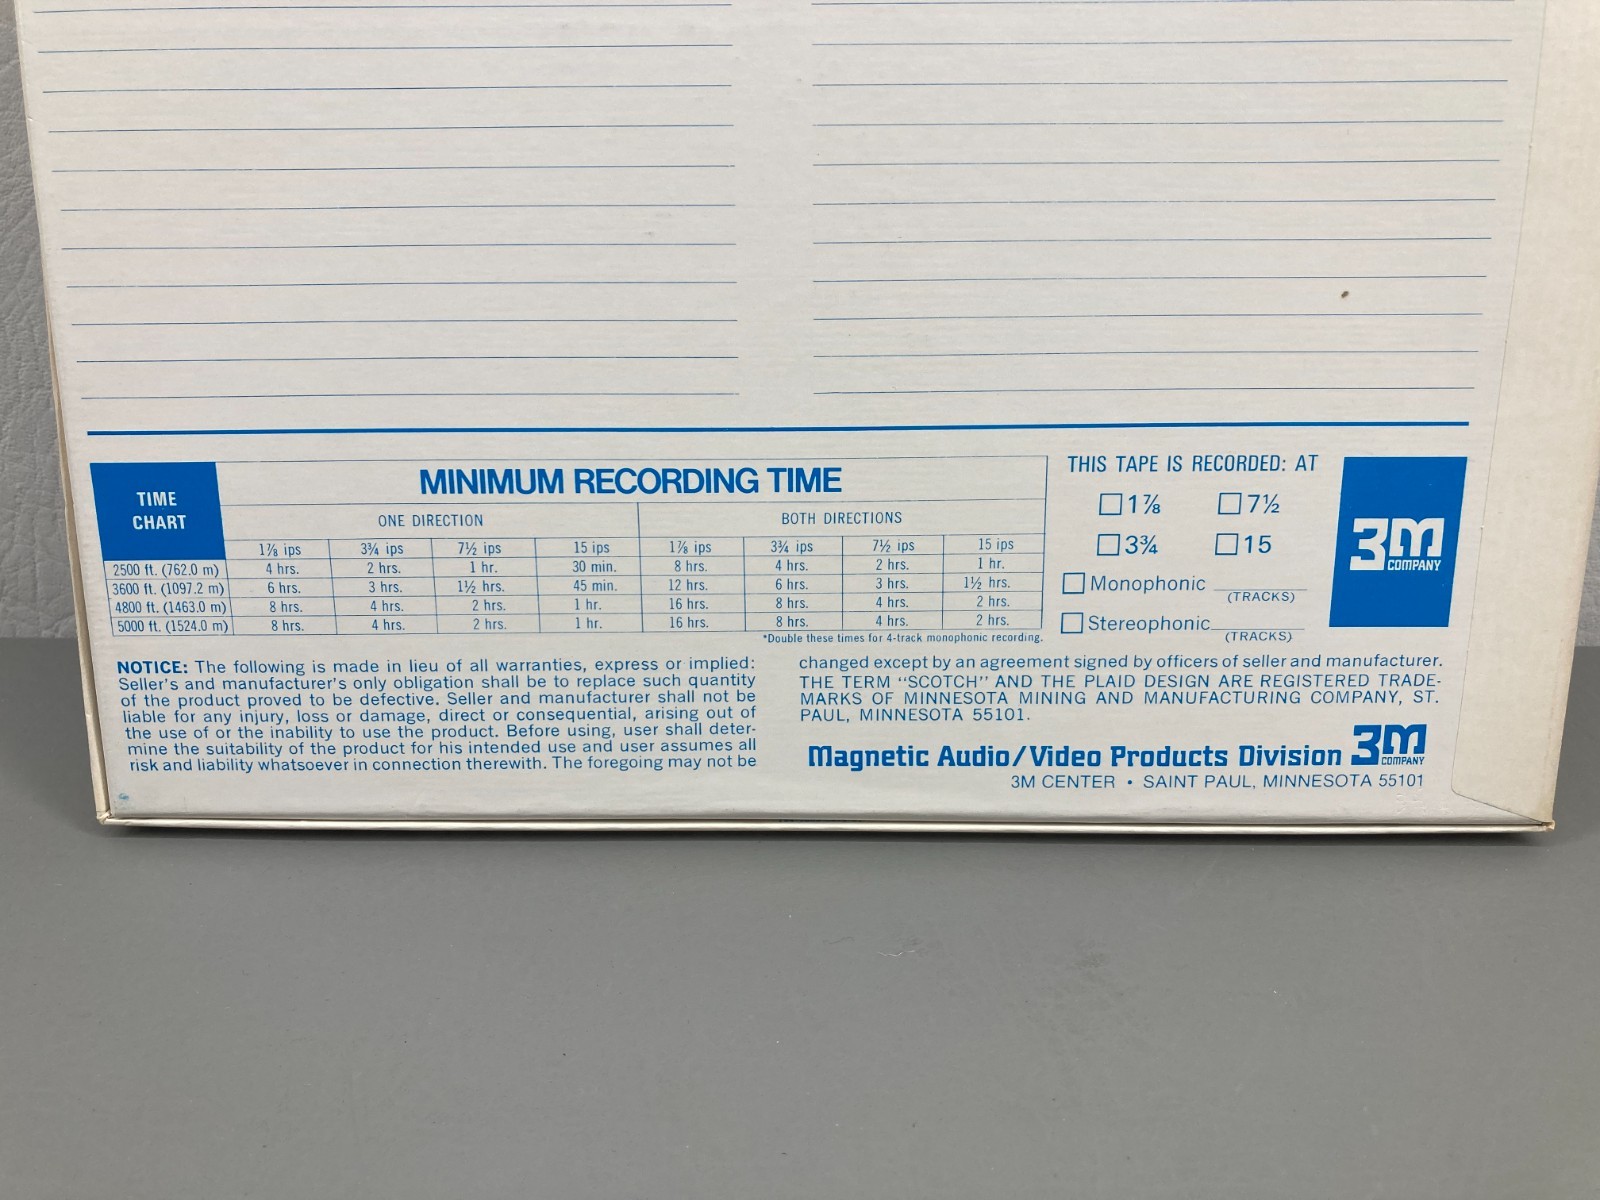 TIME
CHART
MINIMUM RECORDING TIME
ONE DIRECTION BOTH DIRECTIONS
1⅞ ips 3¾ ips 7½ ips 15 ips 1⅞ ips 3¾ ips 7½ ips 15 ips
2500 ft. (762.0 m) 4 hrs. 2 hrs. 1 hr. 30 min. 8 hrs. 4 hrs. 2 hrs. 1 hr.
3600 ft. (1097.2 m) 6 hrs. 3 hrs. 1½ hrs. 45 min. 12 hrs. 6 hrs. 3 hrs. 1½ hrs.
4800 ft. (1463.0 m) 8 hrs. 4 hrs. 2 hrs. 1 hr. 16 hrs. 8 hrs. 4 hrs. 2 hrs.
5000 ft. (1524.0 m) 8 hrs. 4 hrs. 2 hrs. 1 hr. 16 hrs. 8 hrs. 4 hrs. 2 hrs.
*Double these times for 4-track monophonic recording.
THIS TAPE IS RECORDED: AT
1⅞ 7½
3¾ 15
Monophonic
(TRACKS)
Stereophonic
(TRACKS)
3M
COMPANY
NOTICE: The following is made in lieu of all warranties, express or implied:
Seller's and manufacturer's only obligation shall be to replace such quantity
of the product proved to be defective. Seller and manufacturer shall not be
liable for any injury, loss or damage, direct or consequential, arising out of
the use of or the inability to use the product. Before using, user shall deter-
mine the suitability of the product for his intended use and user assumes all
risk and liability whatsoever in connection therewith. The foregoing may not be
changed except by an agreement signed by officers of seller and manufacturer.
THE TERM “SCOTCH” AND THE PLAID DESIGN ARE REGISTERED TRADE-
MARKS OF MINNESOTA MINING AND MANUFACTURING COMPANY, ST.
PAUL, MINNESOTA 55101.
Magnetic Audio/Video Products Division 3M
COMPANY
3M CENTER • SAINT PAUL, MINNESOTA 55101